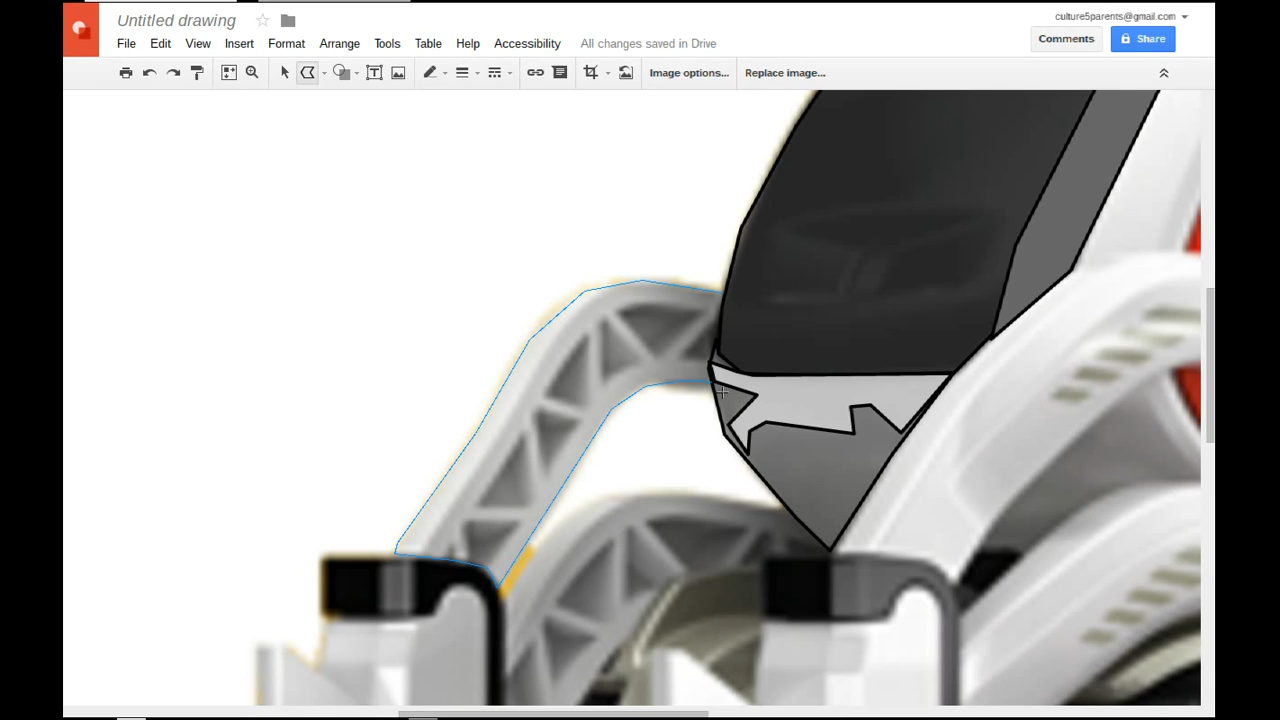 Untitled drawing
culture5parents@gmail.com
File Edit View Insert Format Arrange Tools Table Help Accessibility All changes saved in Drive
Comments Share
Image options... Replace image...